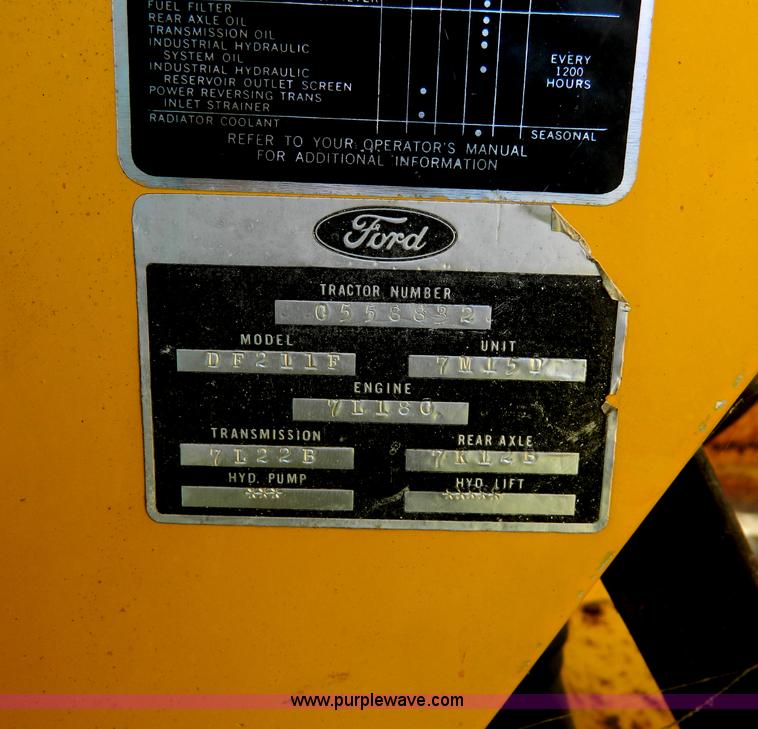 FUEL FILTER
REAR AXLE OIL
TRANSMISSION OIL
INDUSTRIAL HYDRAULIC
SYSTEM OIL
INDUSTRIAL HYDRAULIC
RESERVOIR OUTLET SCREEN
POWER REVERSING TRANS
INLET STRAINER
EVERY
1200
HOURS
RADIATOR COOLANT
SEASONAL
REFER TO YOUR OPERATOR'S MANUAL
FOR ADDITIONAL INFORMATION
Ford
TRACTOR NUMBER
C558832
MODEL UNIT
DF211F 7M15D
ENGINE
7L18C
TRANSMISSION REAR AXLE
7L22B 7K12B
HYD. PUMP HYD. LIFT
*** *****
www.purplewave.com